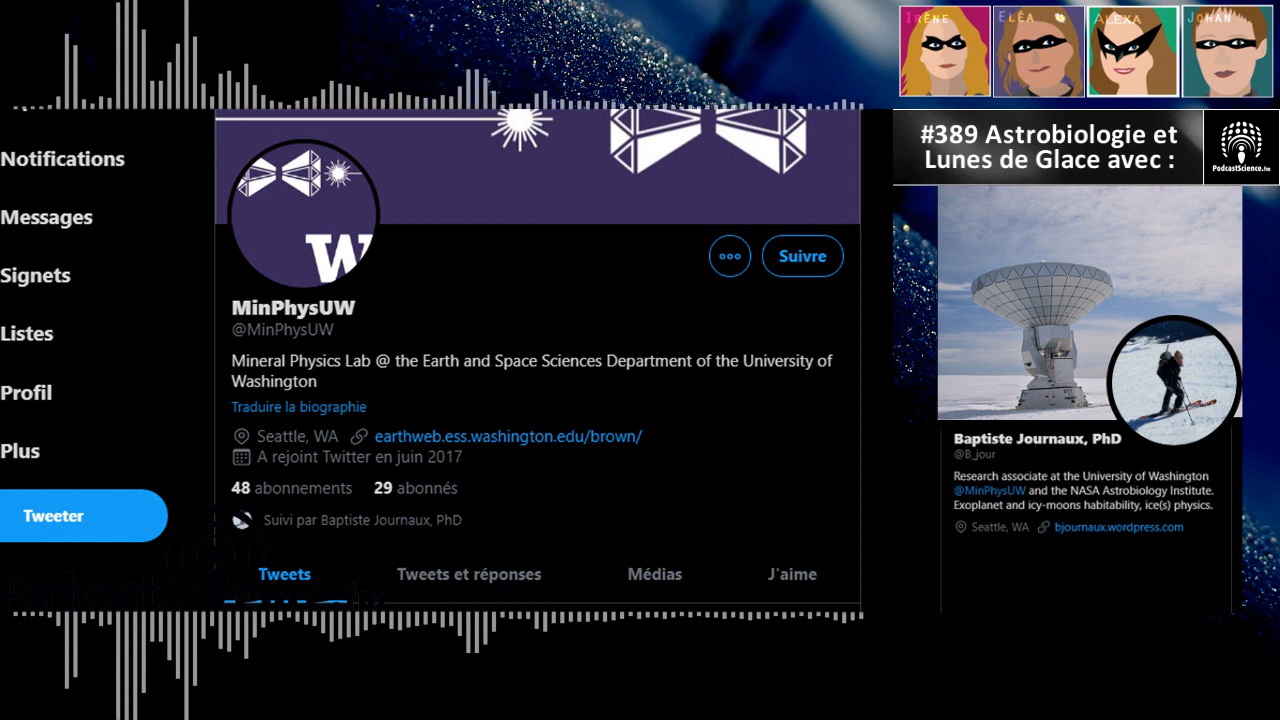 Notifications
Messages
Signets
Listes
Profil
Plus
Tweeter
W
Suivre
MinPhysUW
@MinPhysUW
Mineral Physics Lab @ the Earth and Space Sciences Department of the University of
Washington
Traduire la biographie
Seattle, WA earthweb.ess.washington.edu/brown/
A rejoint Twitter en juin 2017
48 abonnements 29 abonnés
Suivi par Baptiste Journaux, PhD
Tweets Tweets et réponses Médias J'aime
IRÈNE ELÉA ALEXA JOHAN
#389 Astrobiologie et
Lunes de Glace avec :
PodcastScience.fm
Baptiste Journaux, PhD
@B_jour
Research associate at the University of Washington
@MinPhysUW and the NASA Astrobiology Institute.
Exoplanet and icy-moons habitability, ice(s) physics.
Seattle, WA bjournaux.wordpress.com